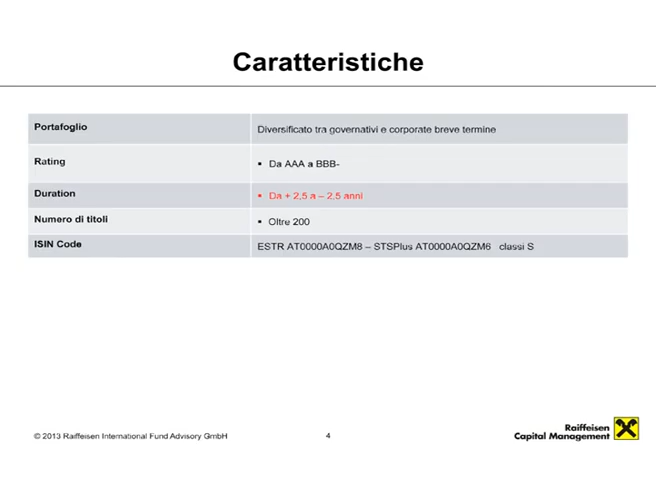 Caratteristiche
Portafoglio
Diversificato tra governativi e corporate breve termine
Rating
▪ Da AAA a BBB-
Duration
▪ Da + 2,5 a – 2,5 anni
Numero di titoli
▪ Oltre 200
ISIN Code
ESTR AT0000A0QZM8 – STSPlus AT0000A0QZM6 classi S
© 2013 Raiffeisen International Fund Advisory GmbH
4
Raiffeisen
Capital Management